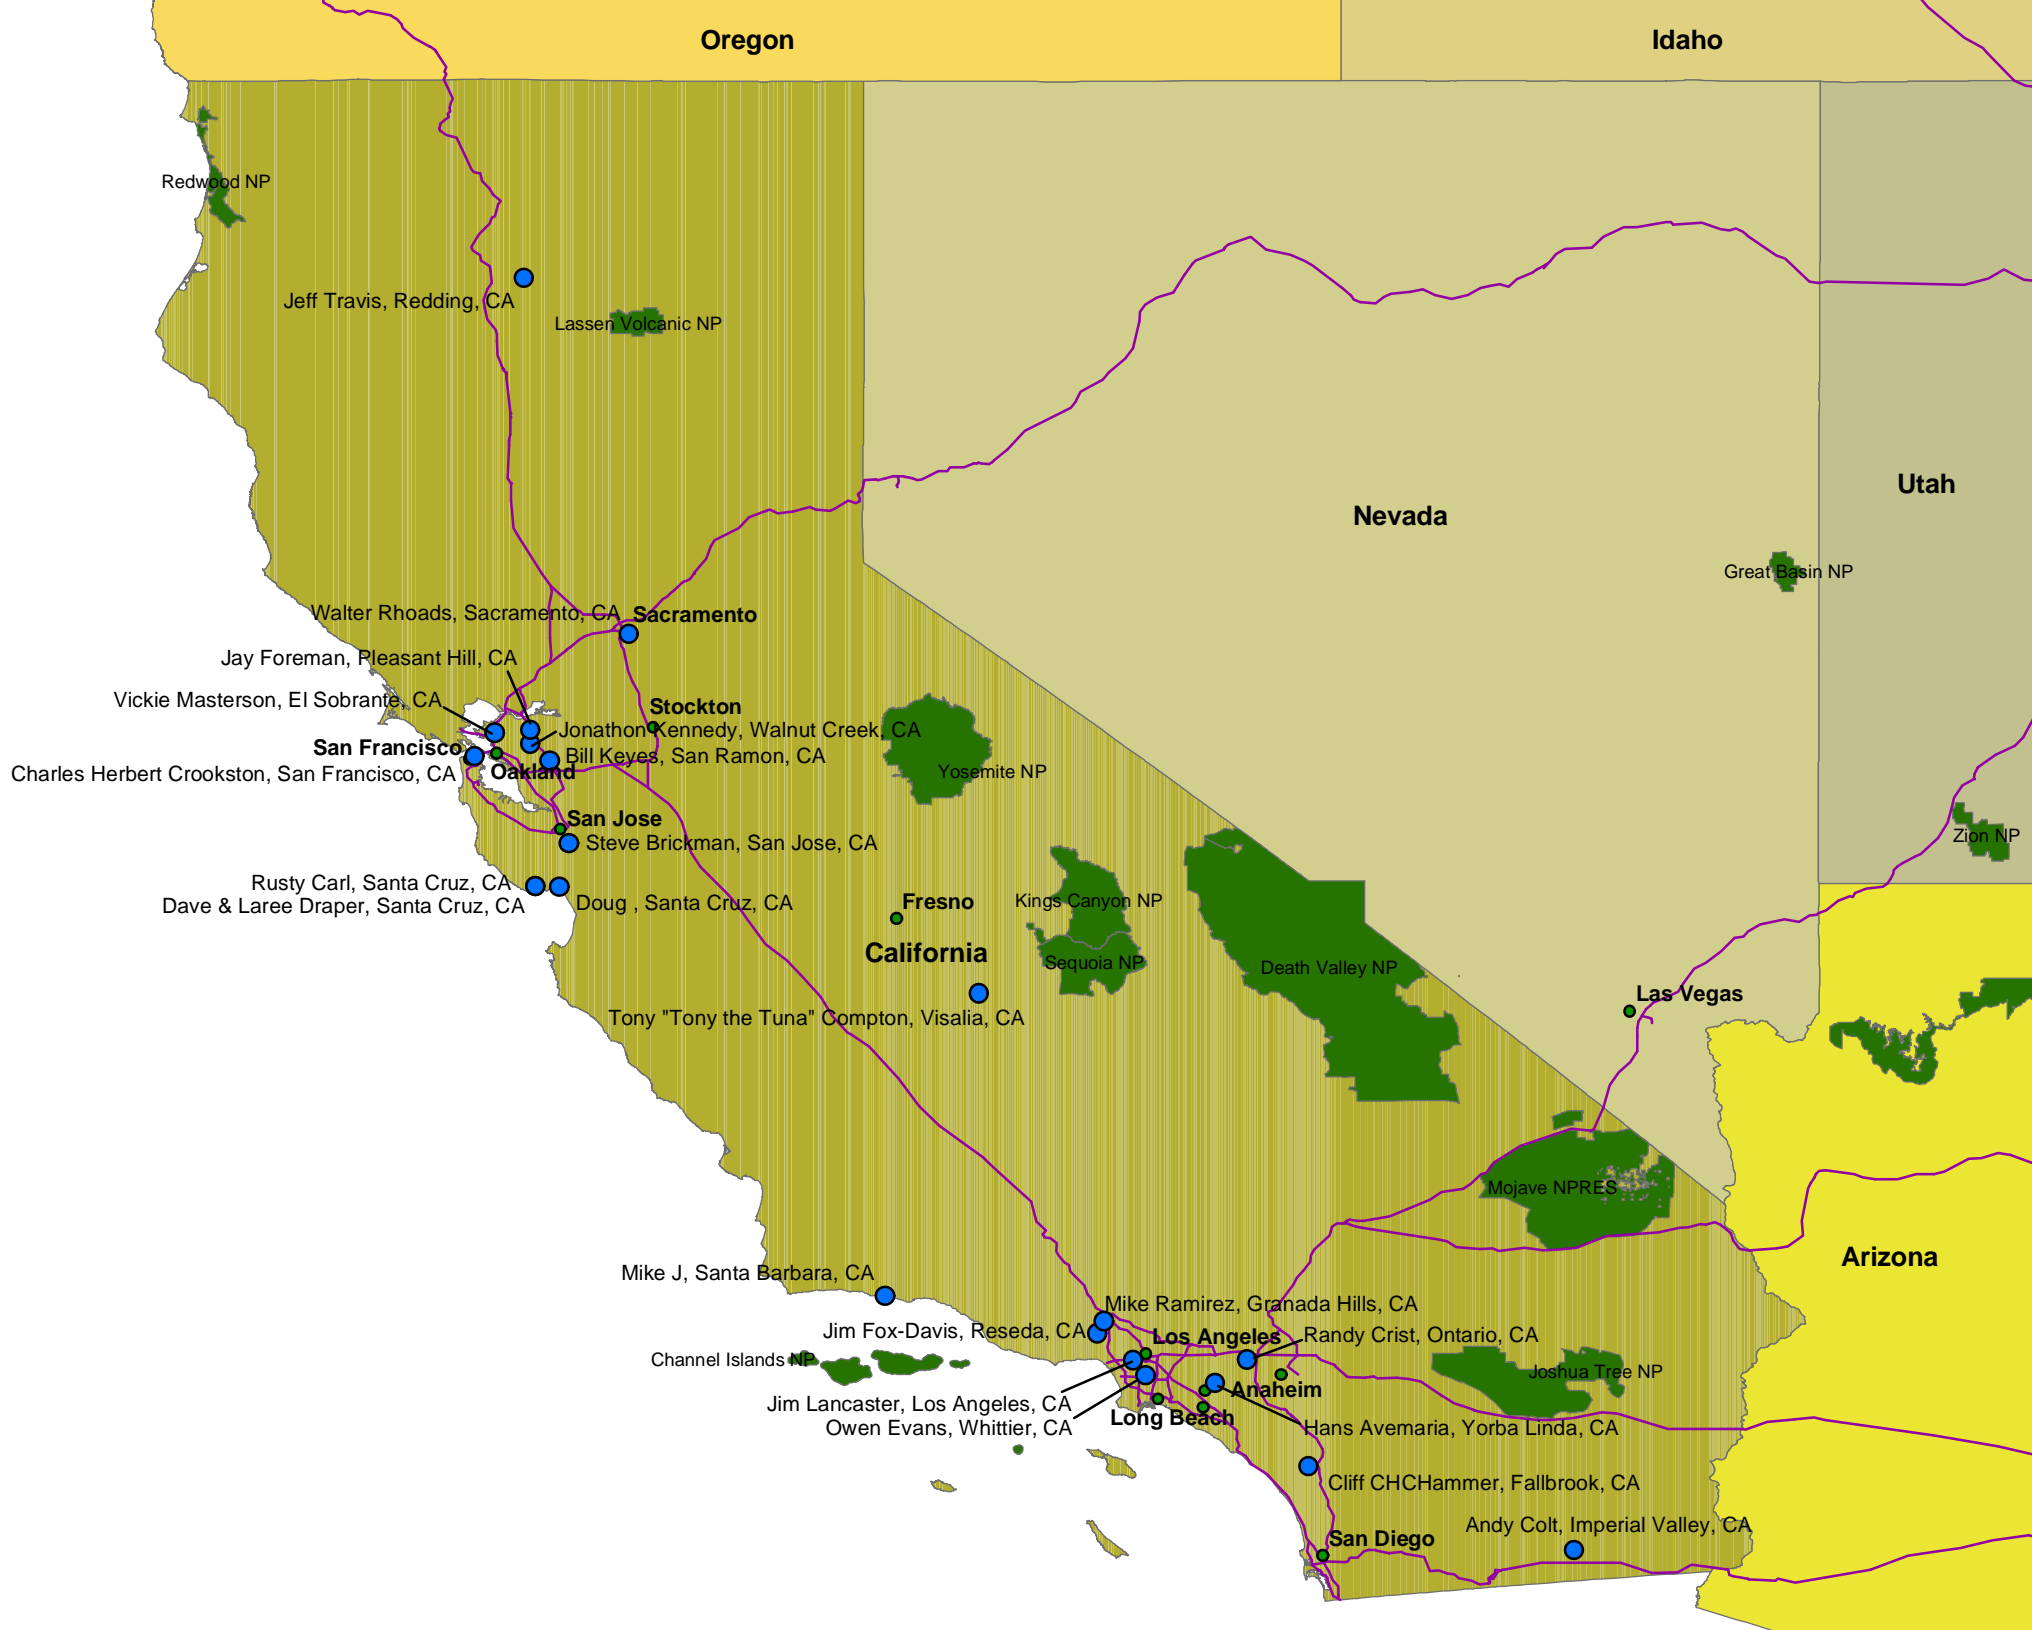 Oregon
Idaho
Redwood NP
Jeff Travis, Redding, CA
Lassen Volcanic NP
Utah
Nevada
Great Basin NP
Walter Rhoads, Sacramento, CA
Sacramento
Jay Foreman, Pleasant Hill, CA
Vickie Masterson, El Sobrante, CA
Stockton
Jonathon Kennedy, Walnut Creek, CA
San Francisco
Bill Keyes, San Ramon, CA
Charles Herbert Crookston, San Francisco, CA
Oakland
Yosemite NP
San Jose
Steve Brickman, San Jose, CA
Zion NP
Rusty Carl, Santa Cruz, CA
Dave & Laree Draper, Santa Cruz, CA
Doug , Santa Cruz, CA
Fresno
Kings Canyon NP
California
Sequoia NP
Death Valley NP
Las Vegas
Tony "Tony the Tuna" Compton, Visalia, CA
Mojave NPRES
Arizona
Mike J, Santa Barbara, CA
Mike Ramirez, Granada Hills, CA
Jim Fox-Davis, Reseda, CA
Los Angeles
Randy Crist, Ontario, CA
Channel Islands NP
Joshua Tree NP
Anaheim
Jim Lancaster, Los Angeles, CA
Long Beach
Owen Evans, Whittier, CA
Hans Avemaria, Yorba Linda, CA
Cliff CHCHammer, Fallbrook, CA
Andy Colt, Imperial Valley, CA
San Diego